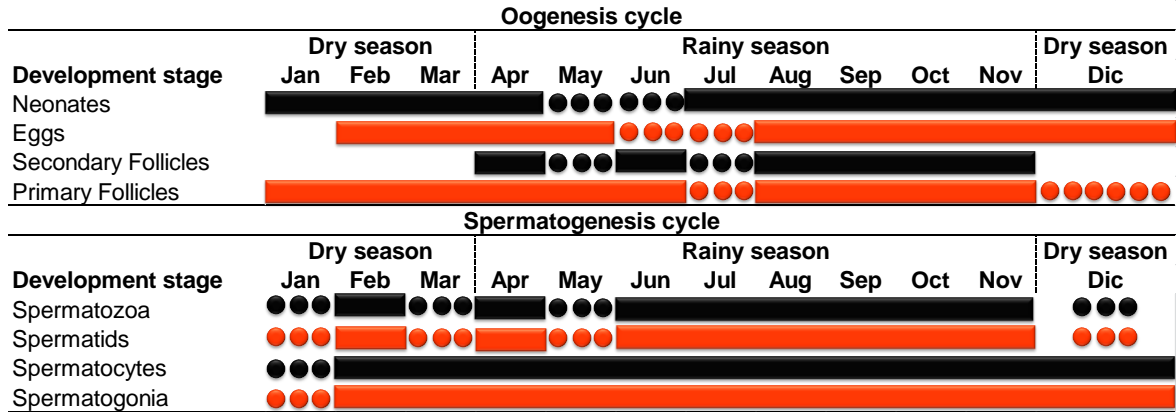 Oogenesis cycle
Dry season Rainy season Dry season
Development stage Jan Feb Mar Apr May Jun Jul Aug Sep Oct Nov Dic
Neonates
Eggs
Secondary Follicles
Primary Follicles
Spermatogenesis cycle
Dry season Rainy season Dry season
Development stage Jan Feb Mar Apr May Jun Jul Aug Sep Oct Nov Dic
Spermatozoa
Spermatids
Spermatocytes
Spermatogonia